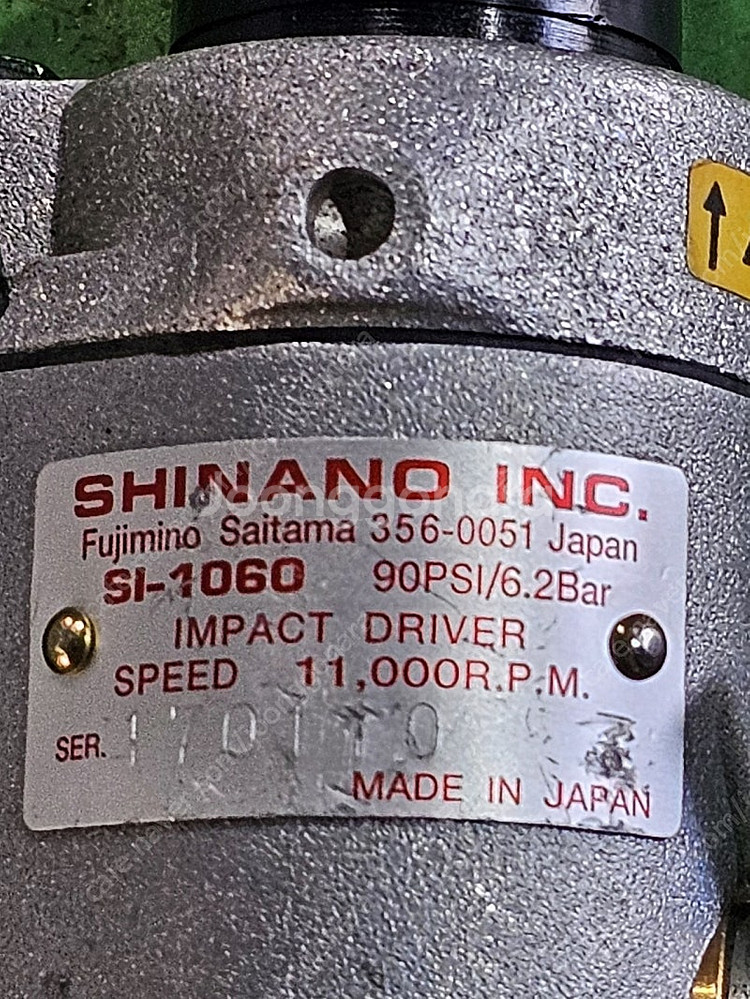 SHINANO INC.
Fujimino Saitama 356-0051 Japan
SI-1060 90PSI/6.2Bar
IMPACT DRIVER
SPEED 11,000R.P.M.
SER.
MADE IN JAPAN